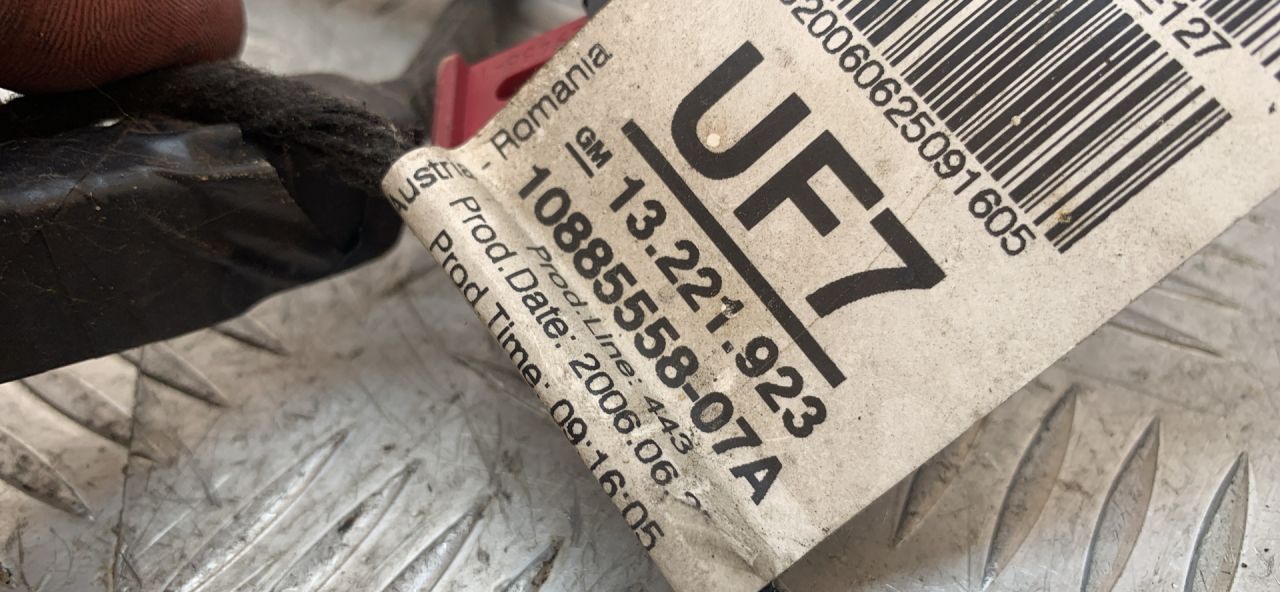 127
20060625091605
UF7
GM 13.221.923
10885558-07A
Prod.Line: 443
Prod.Date: 2006.06.2
Prod.Time: 09:16:05
Austria - Romania